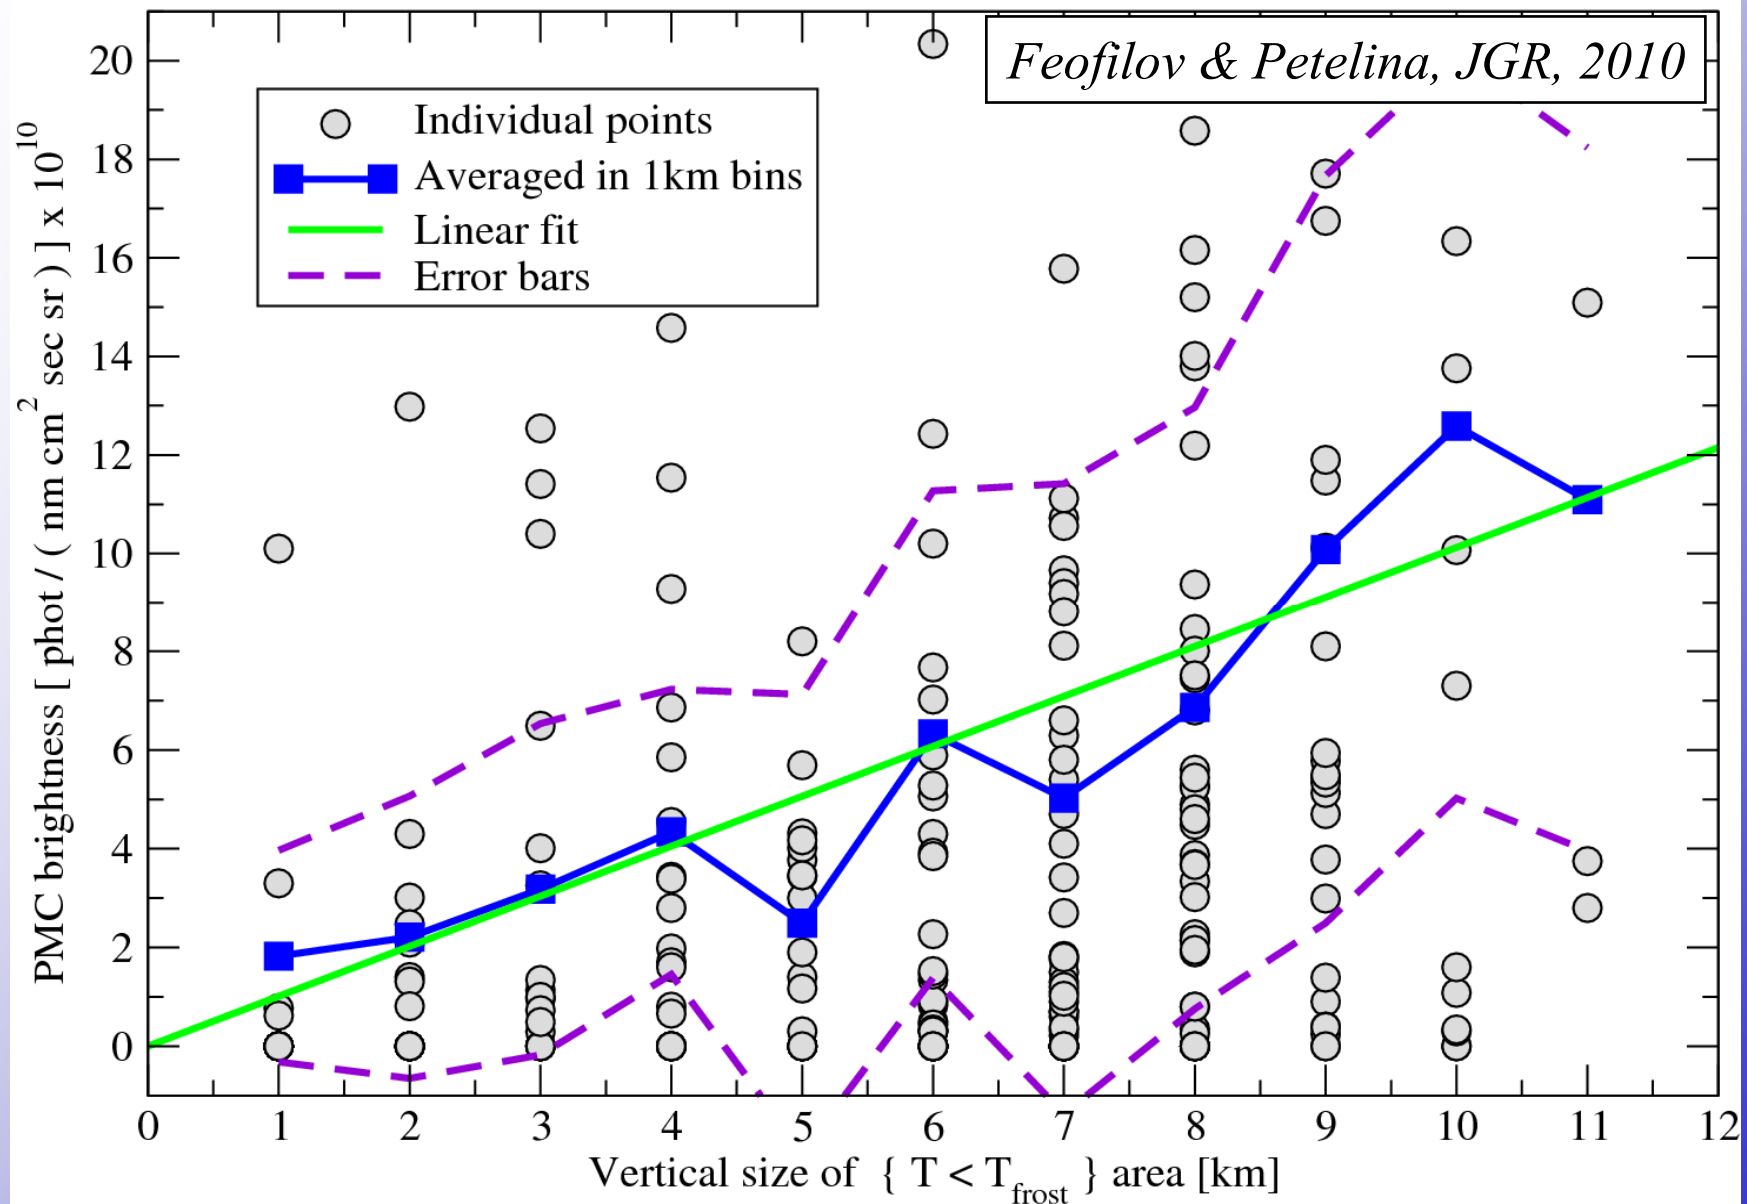 Feofilov & Petelina, JGR, 2010
Individual points
Averaged in 1km bins
Linear fit
Error bars
PMC brightness [ phot / ( nm cm² sec sr ) ] x 10¹⁰
20
18
16
14
12
10
8
6
4
2
0
0 1 2 3 4 5 6 7 8 9 10 11 12
Vertical size of { T < T_frost } area [km]